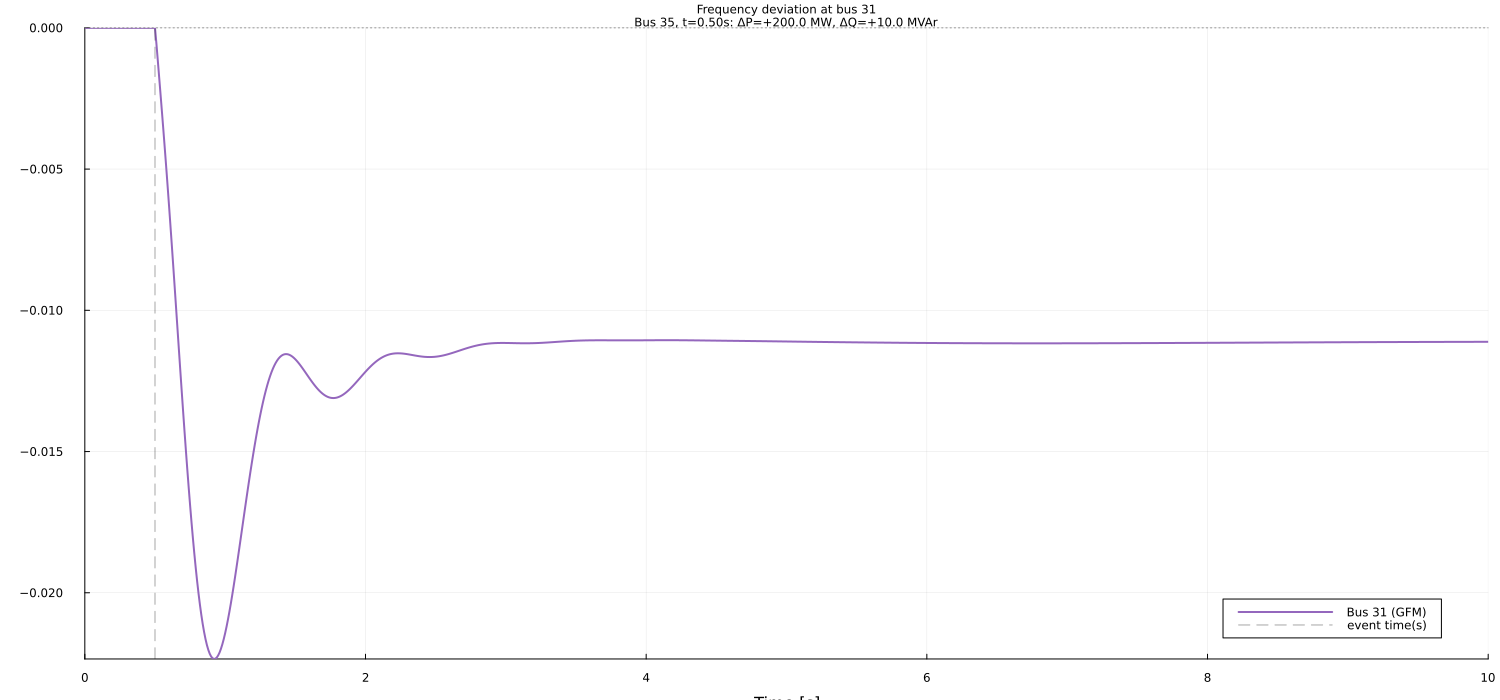 Frequency deviation at bus 31
Bus 35, t=0.50s: ΔP=+200.0 MW, ΔQ=+10.0 MVAr
0.000
−0.005
−0.010
−0.015
−0.020
Bus 31 (GFM)
event time(s)
0 2 4 6 8 10
Time [s]